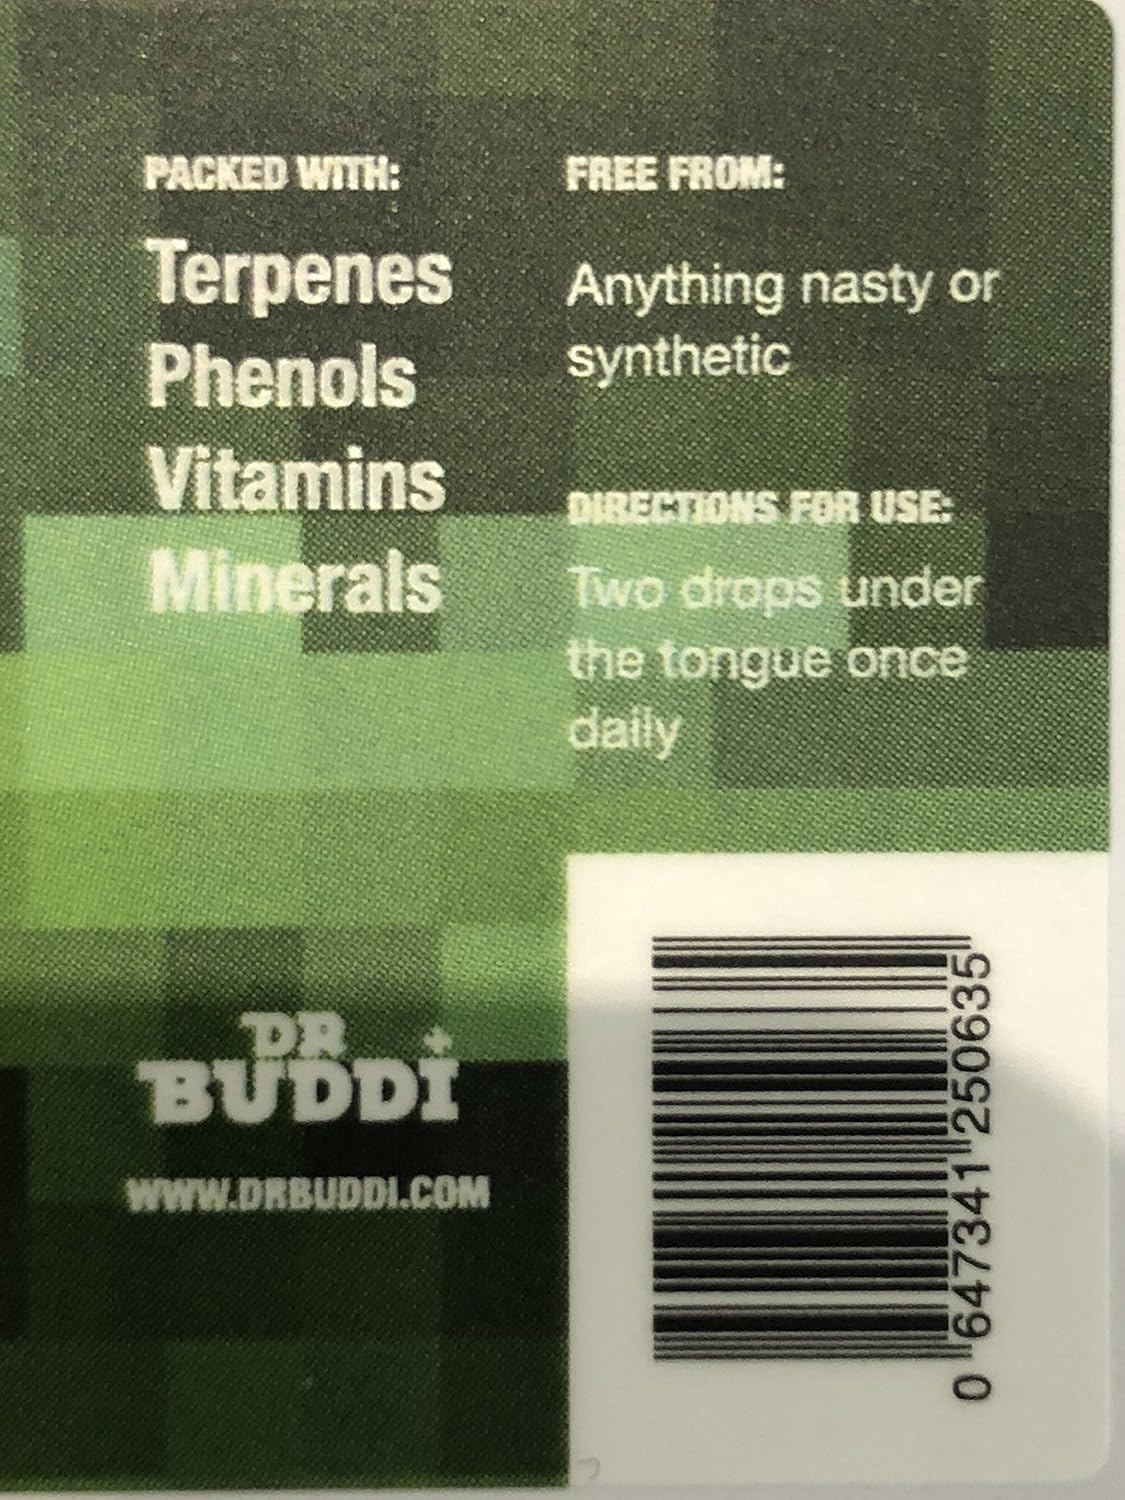 PACKED WITH:
Terpenes
Phenols
Vitamins
Minerals
FREE FROM:
Anything nasty or
synthetic
DIRECTIONS FOR USE:
Two drops under
the tongue once
daily
DR
BUDDI
WWW.DRBUDDI.COM
0 647341 250635